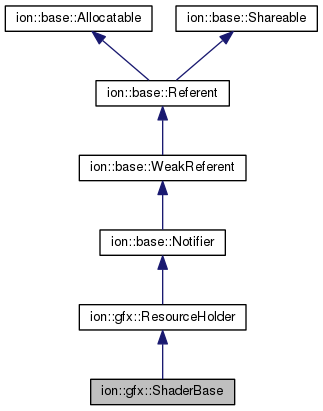 ion::base::Allocatable
ion::base::Shareable
ion::base::Referent
ion::base::WeakReferent
ion::base::Notifier
ion::gfx::ResourceHolder
ion::gfx::ShaderBase